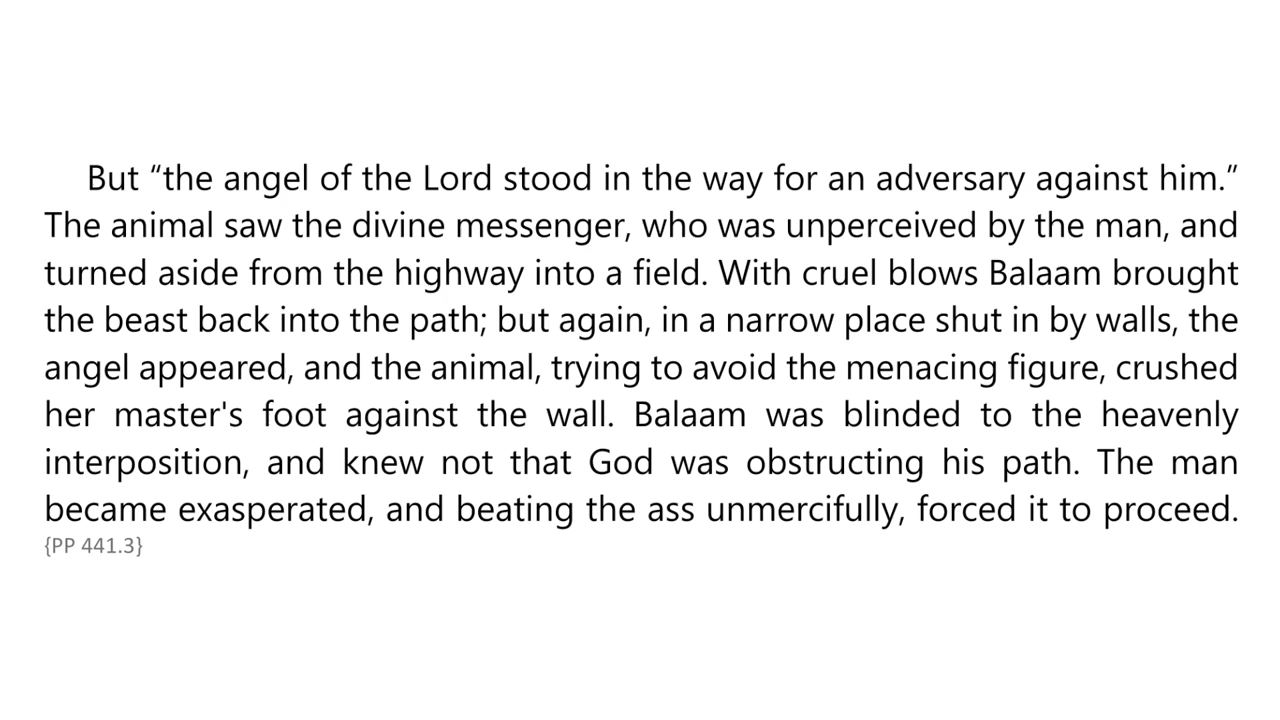 But “the angel of the Lord stood in the way for an adversary against him.”
The animal saw the divine messenger, who was unperceived by the man, and
turned aside from the highway into a field. With cruel blows Balaam brought
the beast back into the path; but again, in a narrow place shut in by walls, the
angel appeared, and the animal, trying to avoid the menacing figure, crushed
her master's foot against the wall. Balaam was blinded to the heavenly
interposition, and knew not that God was obstructing his path. The man
became exasperated, and beating the ass unmercifully, forced it to proceed.
{PP 441.3}